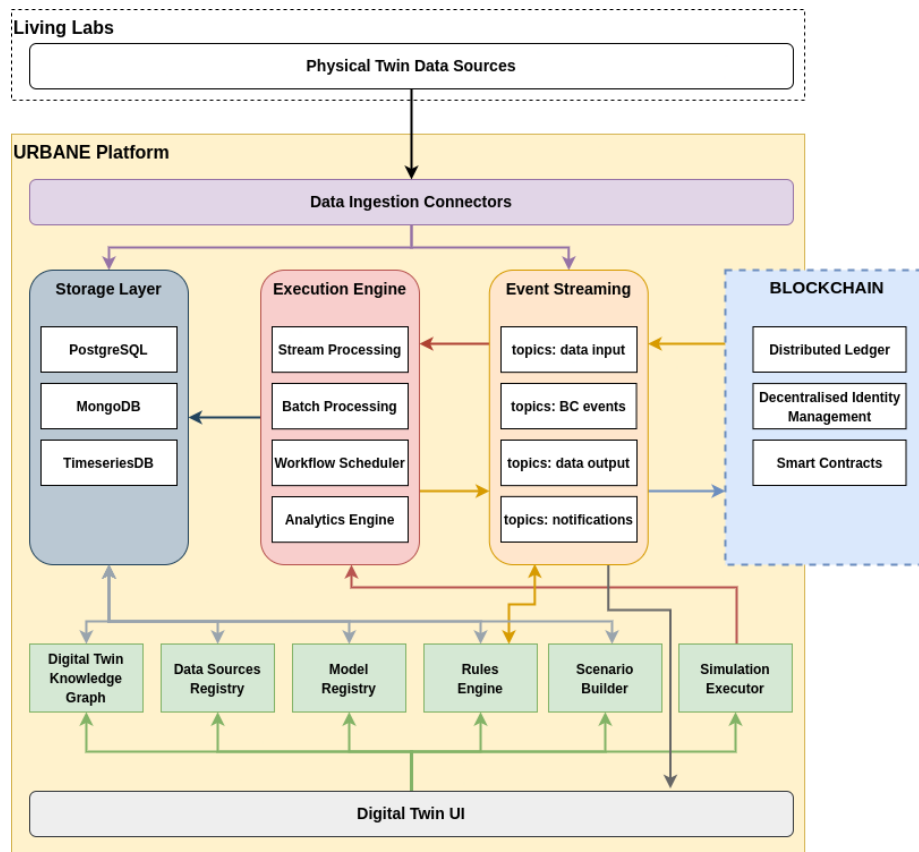 Living Labs
Physical Twin Data Sources
URBANE Platform
Data Ingestion Connectors
Storage Layer
PostgreSQL
MongoDB
TimeseriesDB
Execution Engine
Stream Processing
Batch Processing
Workflow Scheduler
Analytics Engine
Event Streaming
topics: data input
topics: BC events
topics: data output
topics: notifications
BLOCKCHAIN
Distributed Ledger
Decentralised Identity
Management
Smart Contracts
Digital Twin
Knowledge
Graph
Data Sources
Registry
Model
Registry
Rules
Engine
Scenario
Builder
Simulation
Executor
Digital Twin UI